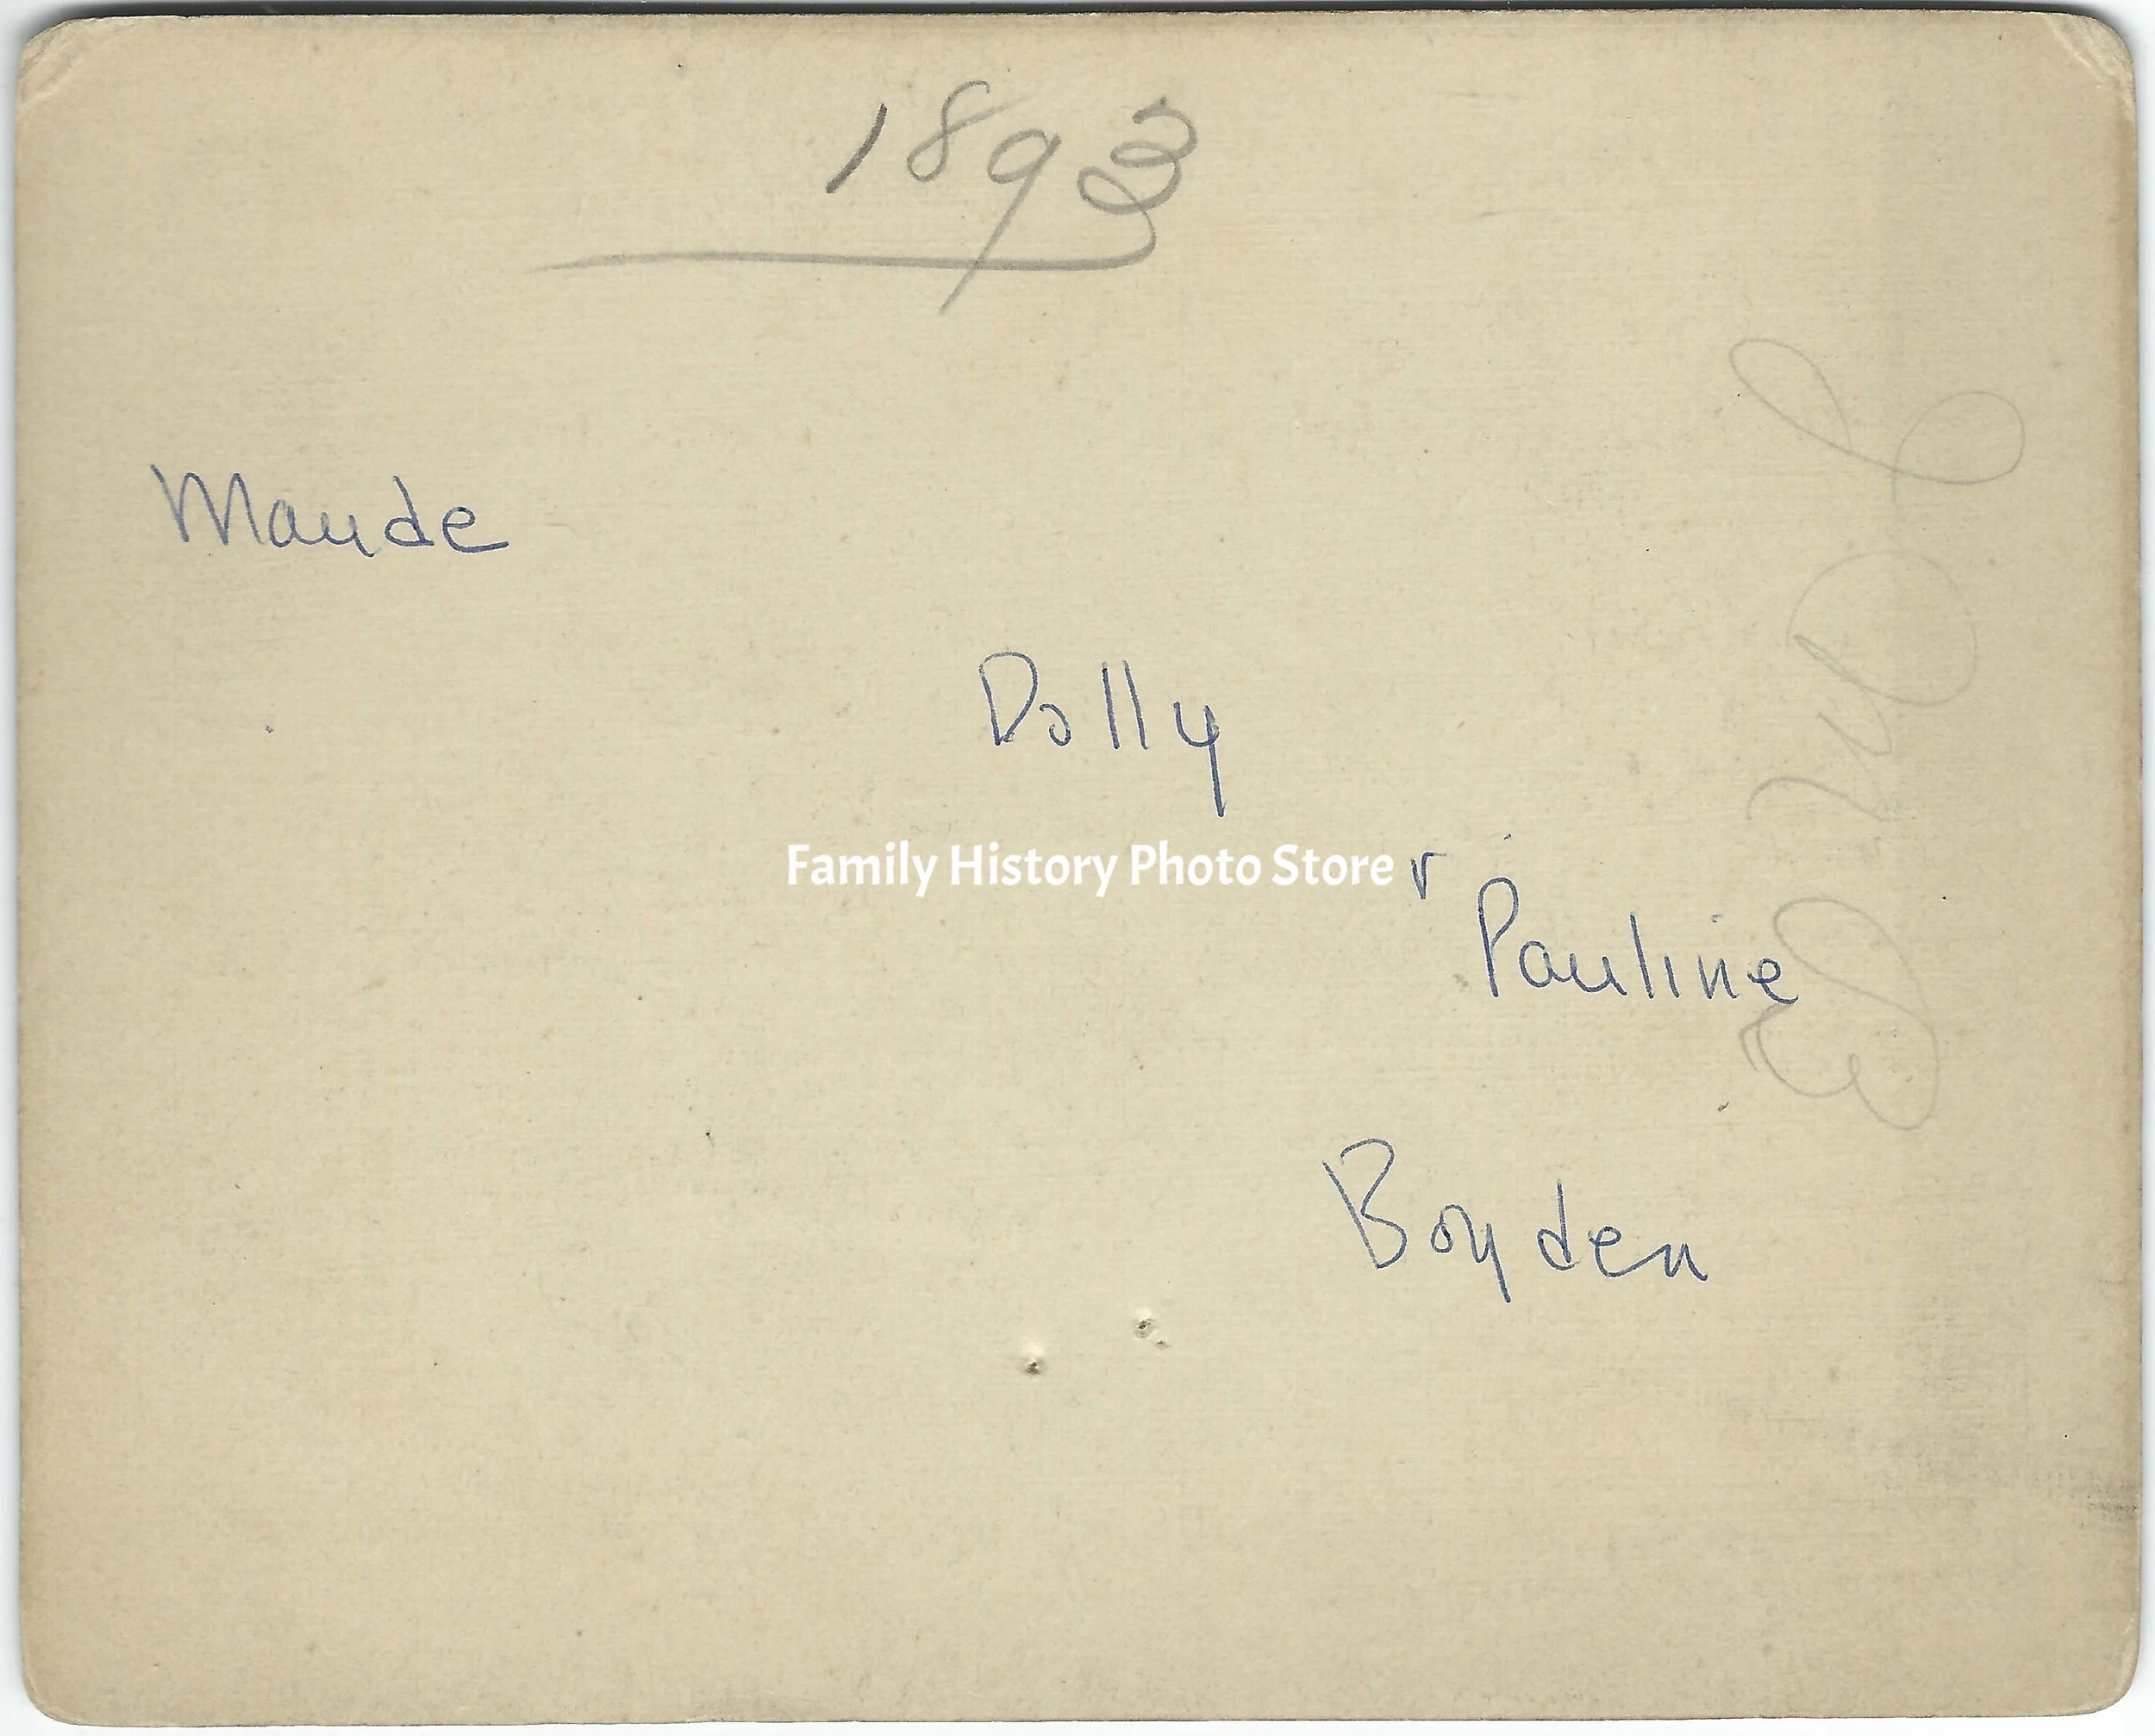 1893
Maude
Dolly
Family History Photo Store
r
Pauline
Boyden